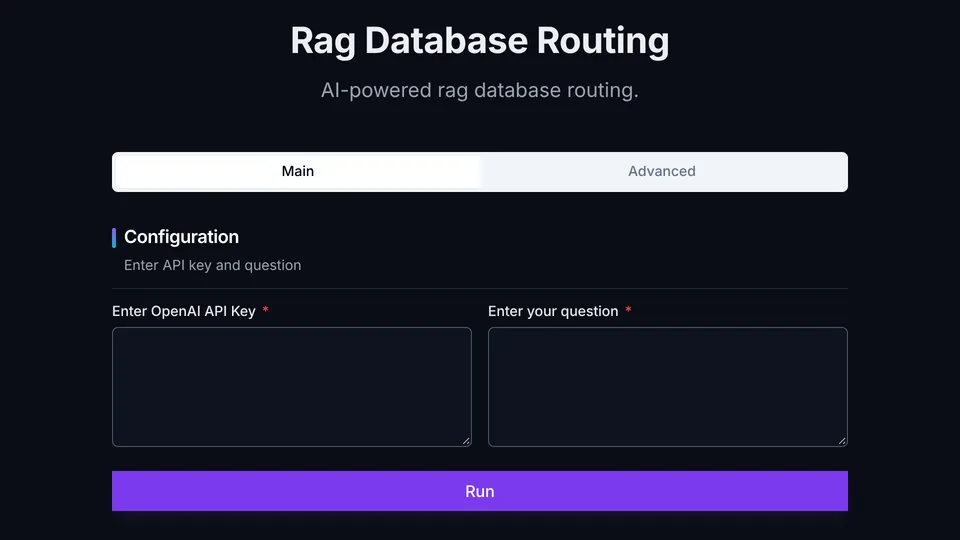 Rag Database Routing
AI-powered rag database routing.
Main
Advanced
Configuration
Enter API key and question
Enter OpenAI API Key *
Enter your question *
Run